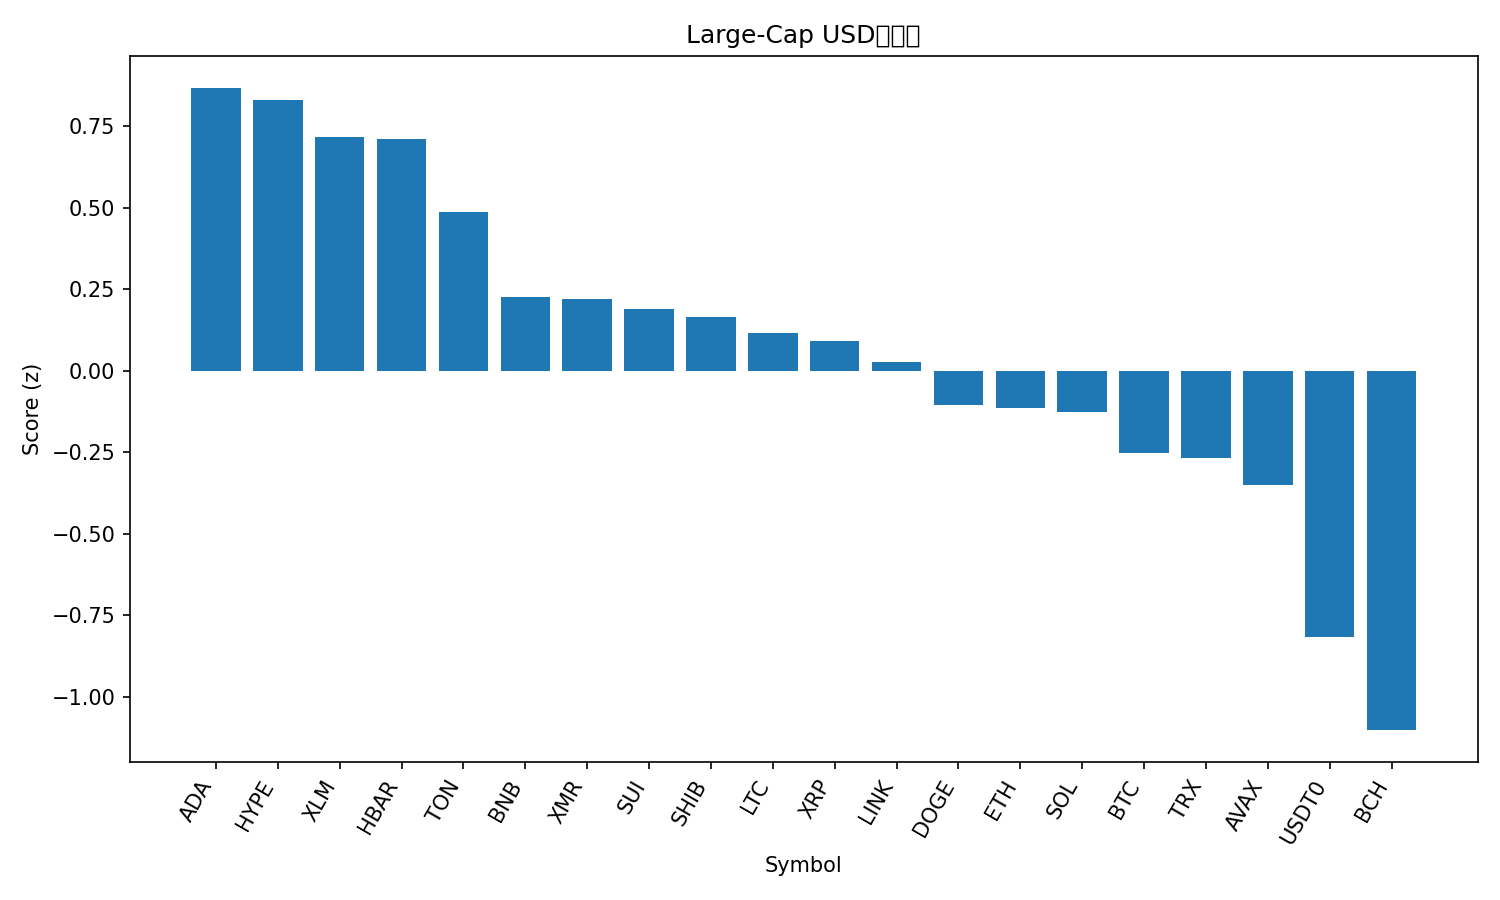 Large-Cap USD
Score (z)
0.75
0.50
0.25
0.00
−0.25
−0.50
−0.75
−1.00
ADA
HYPE
XLM
HBAR
TON
BNB
XMR
SUI
SHIB
LTC
XRP
LINK
DOGE
ETH
SOL
BTC
TRX
AVAX
USDT0
BCH
Symbol